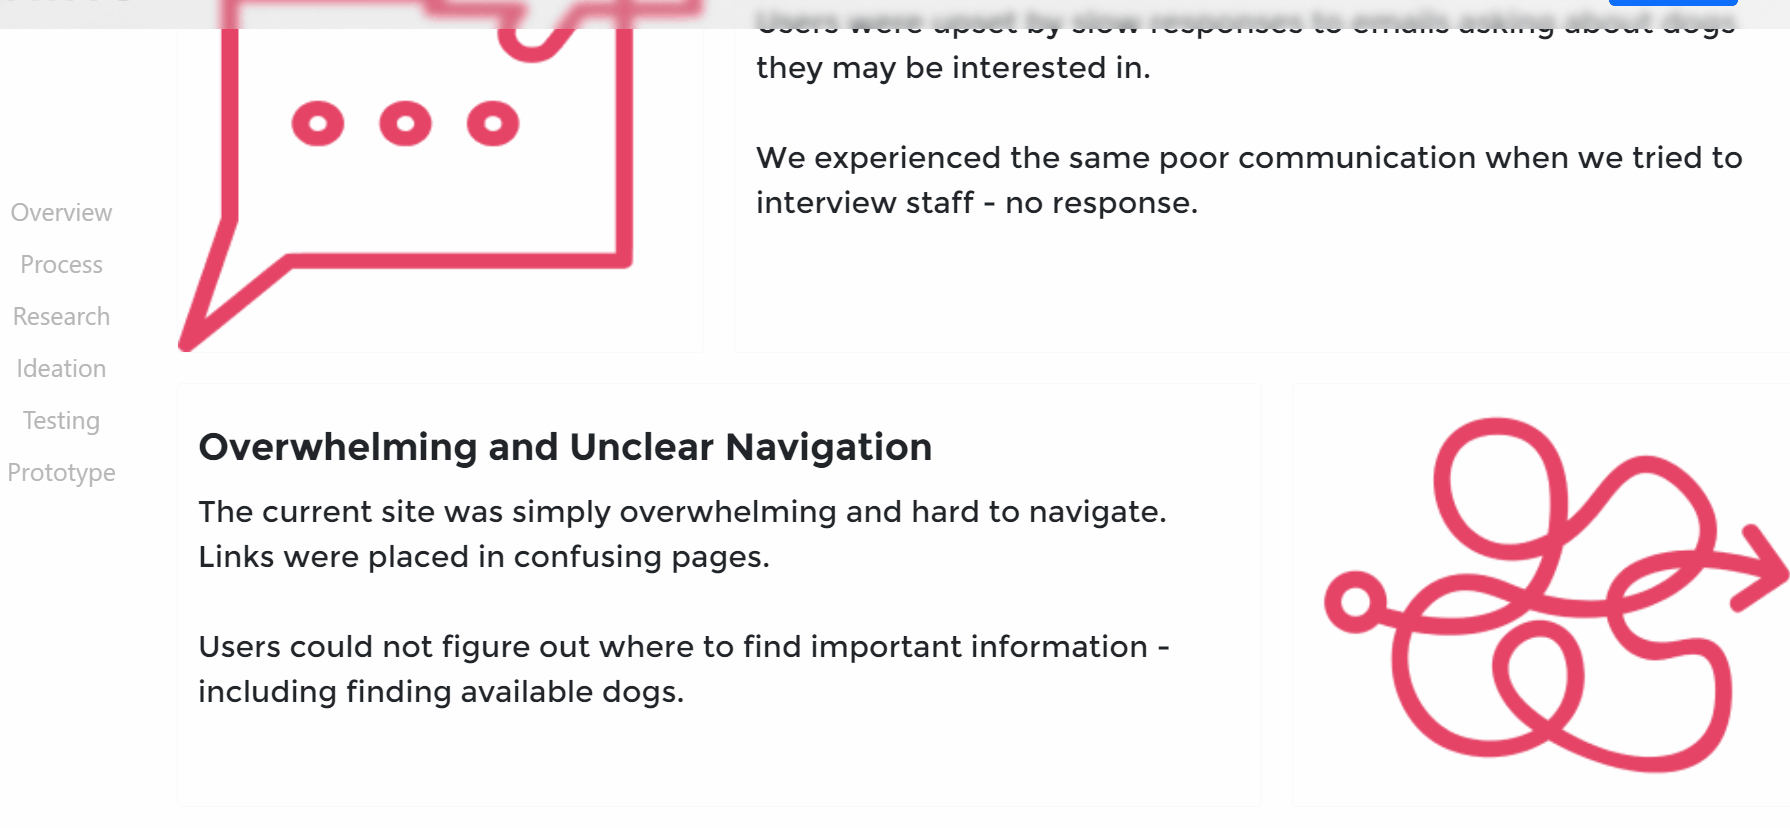 Users were upset by slow responses to emails asking about dogs
they may be interested in.
We experienced the same poor communication when we tried to
interview staff - no response.
Overview
Process
Research
Ideation
Testing
Prototype
Overwhelming and Unclear Navigation
The current site was simply overwhelming and hard to navigate.
Links were placed in confusing pages.
Users could not figure out where to find important information -
including finding available dogs.